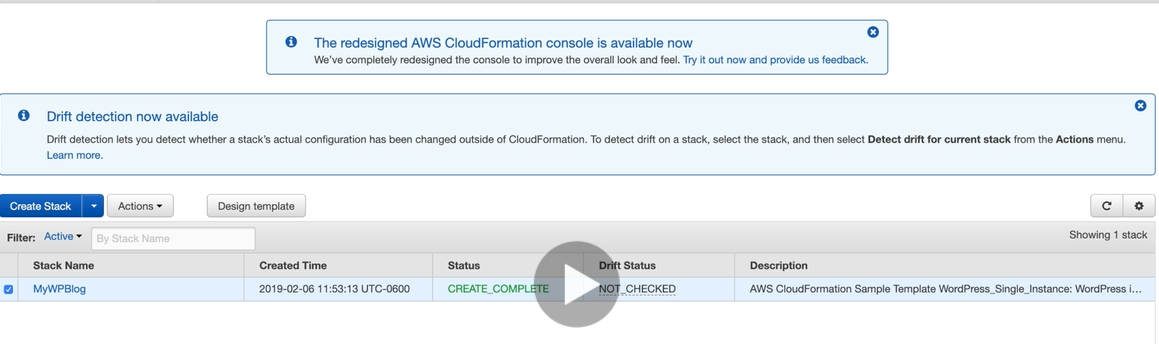 The redesigned AWS CloudFormation console is available now
We've completely redesigned the console to improve the overall look and feel. Try it out now and provide us feedback.
Drift detection now available
Drift detection lets you detect whether a stack's actual configuration has been changed outside of CloudFormation. To detect drift on a stack, select the stack, and then select Detect drift for current stack from the Actions menu.
Learn more.
Create Stack Actions Design template
Filter: Active By Stack Name Showing 1 stack
Stack Name Created Time Status Drift Status Description
MyWPBlog 2019-02-06 11:53:13 UTC-0600 CREATE_COMPLETE NOT_CHECKED AWS CloudFormation Sample Template WordPress_Single_Instance: WordPress i...